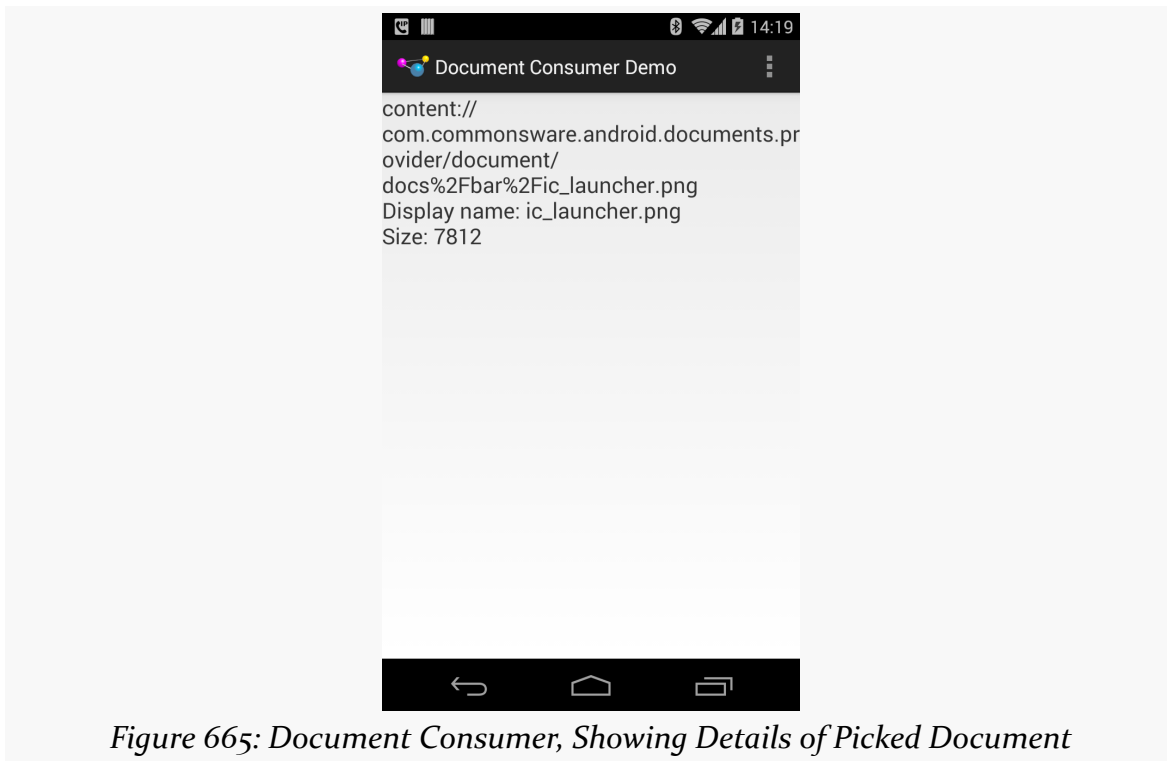 14:19
Document Consumer Demo
content://
com.commonsware.android.documents.pr
ovider/document/
docs%2Fbar%2Fic_launcher.png
Display name: ic_launcher.png
Size: 7812
Figure 665: Document Consumer, Showing Details of Picked Document